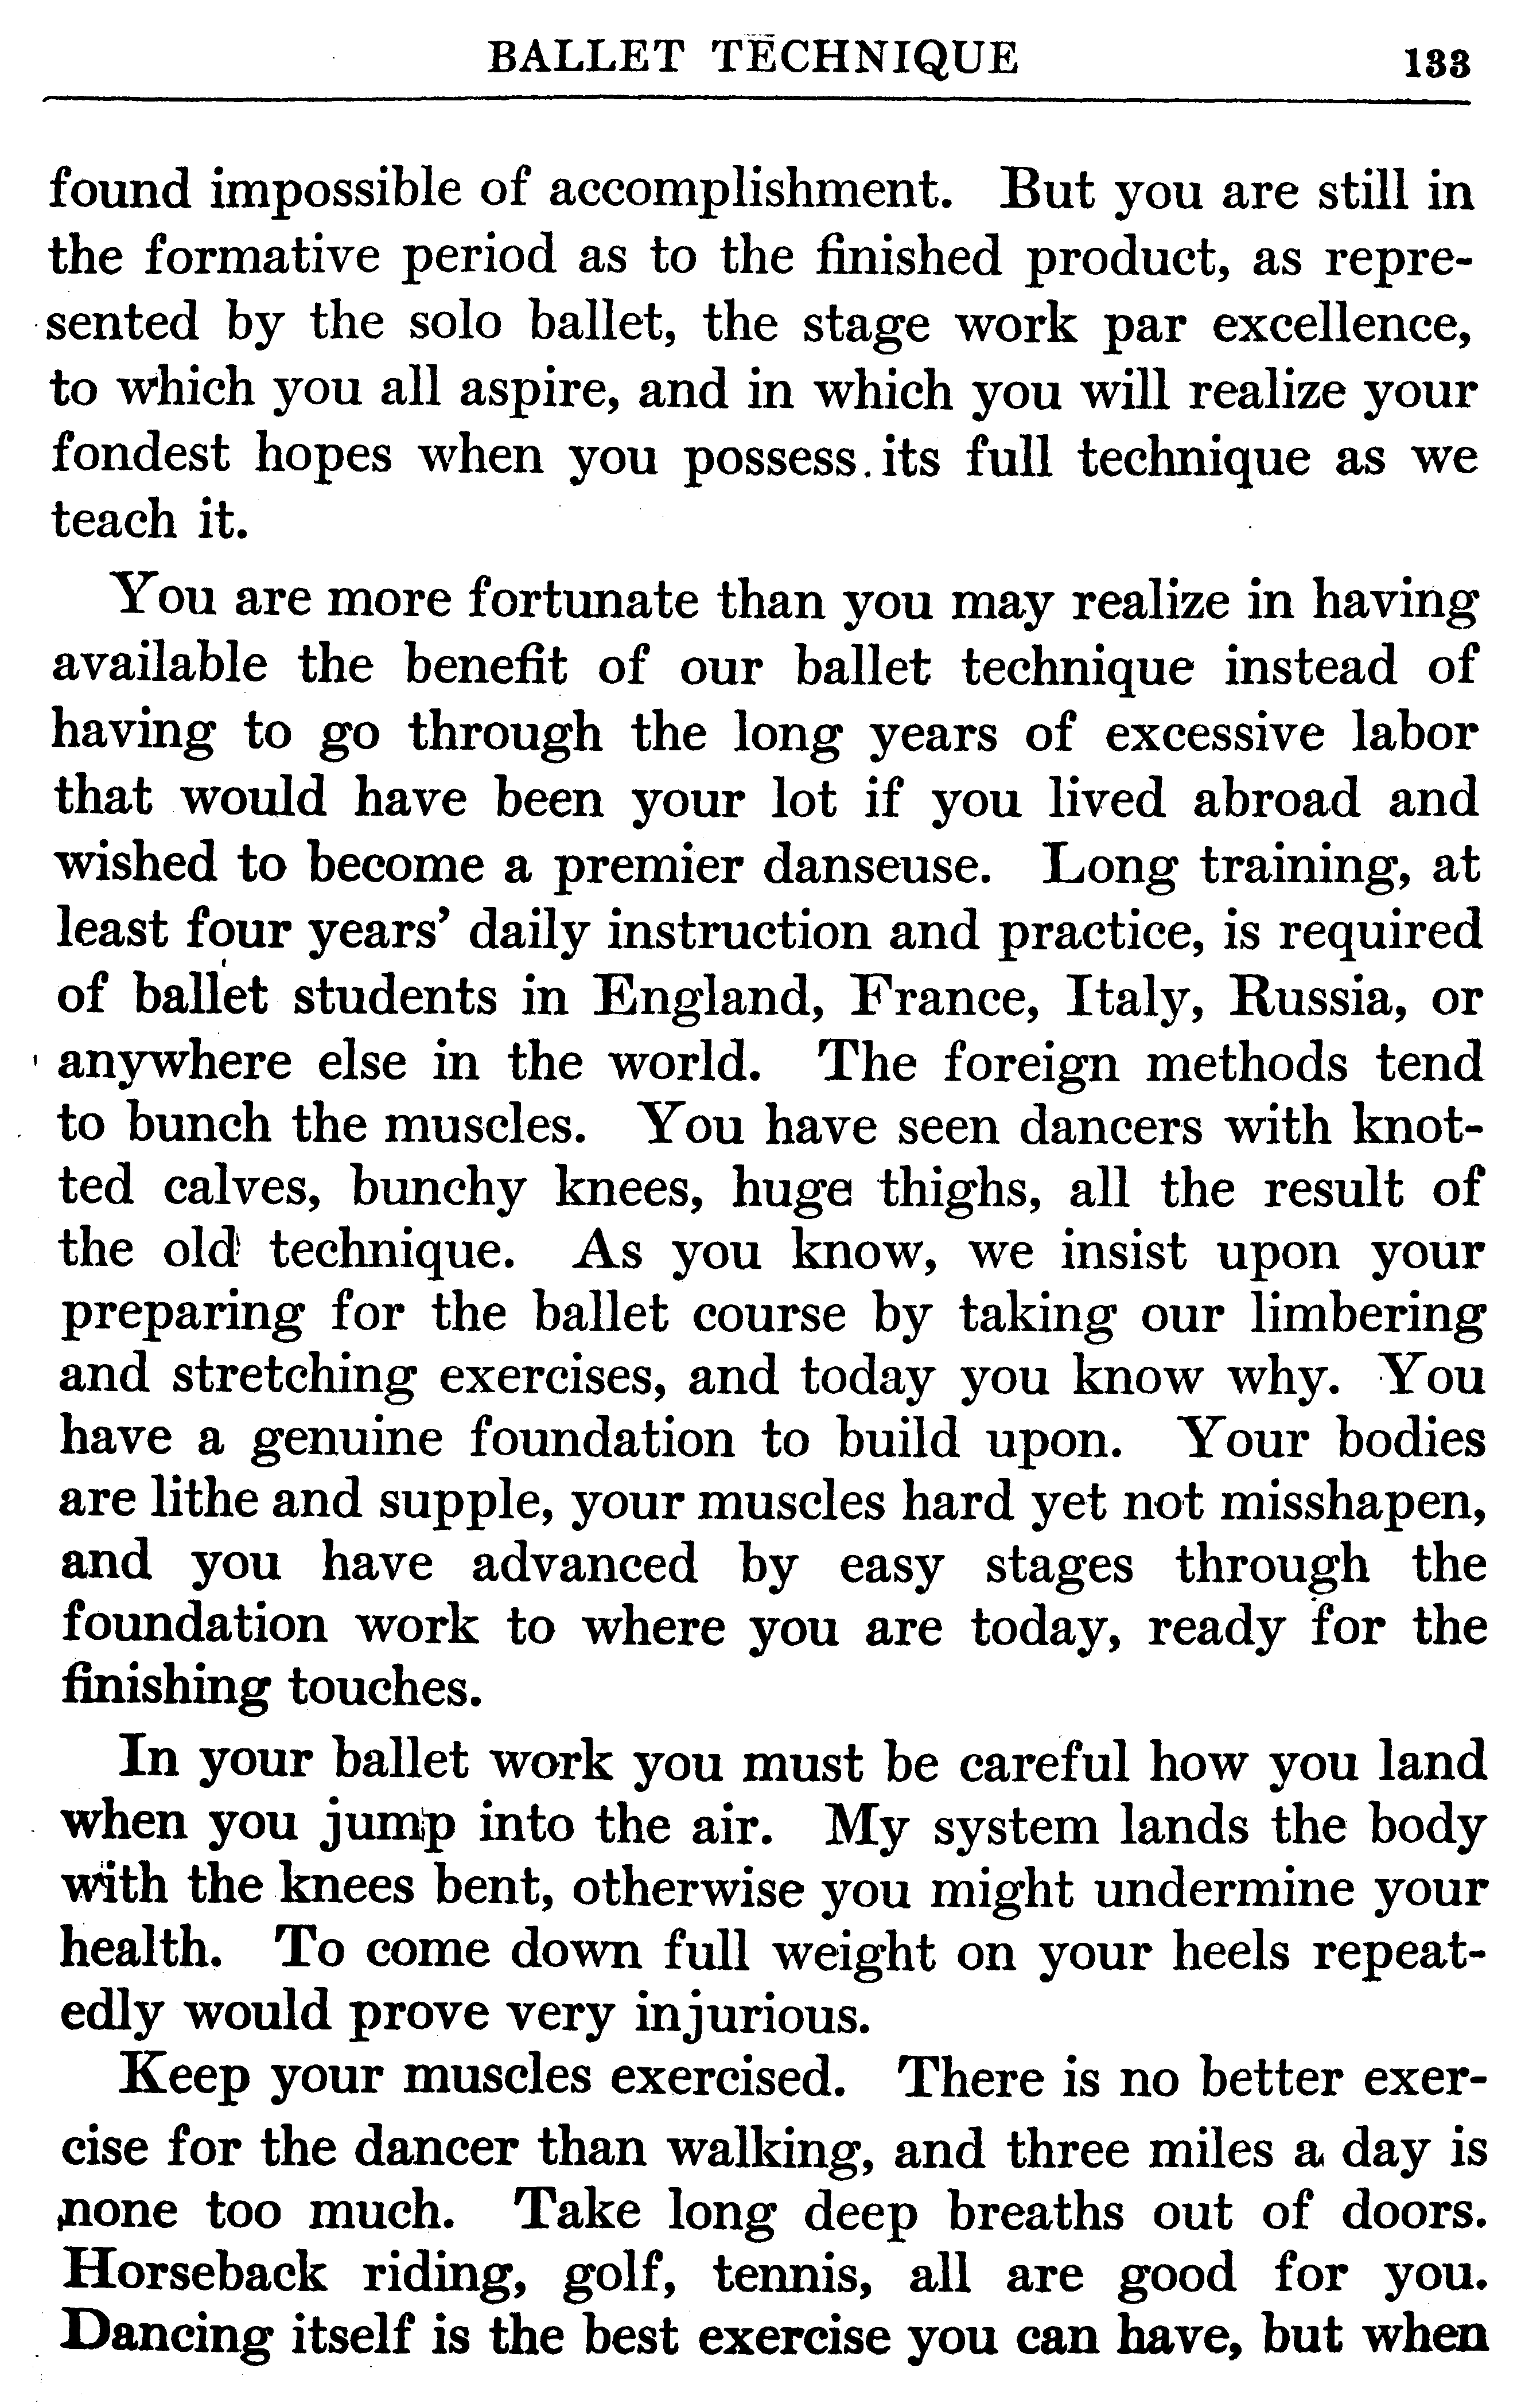 BALLET TECHNIQUE 133
found impossible of accomplishment. But you are still in
the formative period as to the finished product, as repre-
sented by the solo ballet, the stage work par excellence,
to which you all aspire, and in which you will realize your
fondest hopes when you possess its full technique as we
teach it.
You are more fortunate than you may realize in having
available the benefit of our ballet technique instead of
having to go through the long years of excessive labor
that would have been your lot if you lived abroad and
wished to become a premier danseuse. Long training, at
least four years' daily instruction and practice, is required
of ballet students in England, France, Italy, Russia, or
anywhere else in the world. The foreign methods tend
to bunch the muscles. You have seen dancers with knot-
ted calves, bunchy knees, huge thighs, all the result of
the old technique. As you know, we insist upon your
preparing for the ballet course by taking our limbering
and stretching exercises, and today you know why. You
have a genuine foundation to build upon. Your bodies
are lithe and supple, your muscles hard yet not misshapen,
and you have advanced by easy stages through the
foundation work to where you are today, ready for the
finishing touches.
In your ballet work you must be careful how you land
when you jump into the air. My system lands the body
with the knees bent, otherwise you might undermine your
health. To come down full weight on your heels repeat-
edly would prove very injurious.
Keep your muscles exercised. There is no better exer-
cise for the dancer than walking, and three miles a day is
none too much. Take long deep breaths out of doors.
Horseback riding, golf, tennis, all are good for you.
Dancing itself is the best exercise you can have, but when